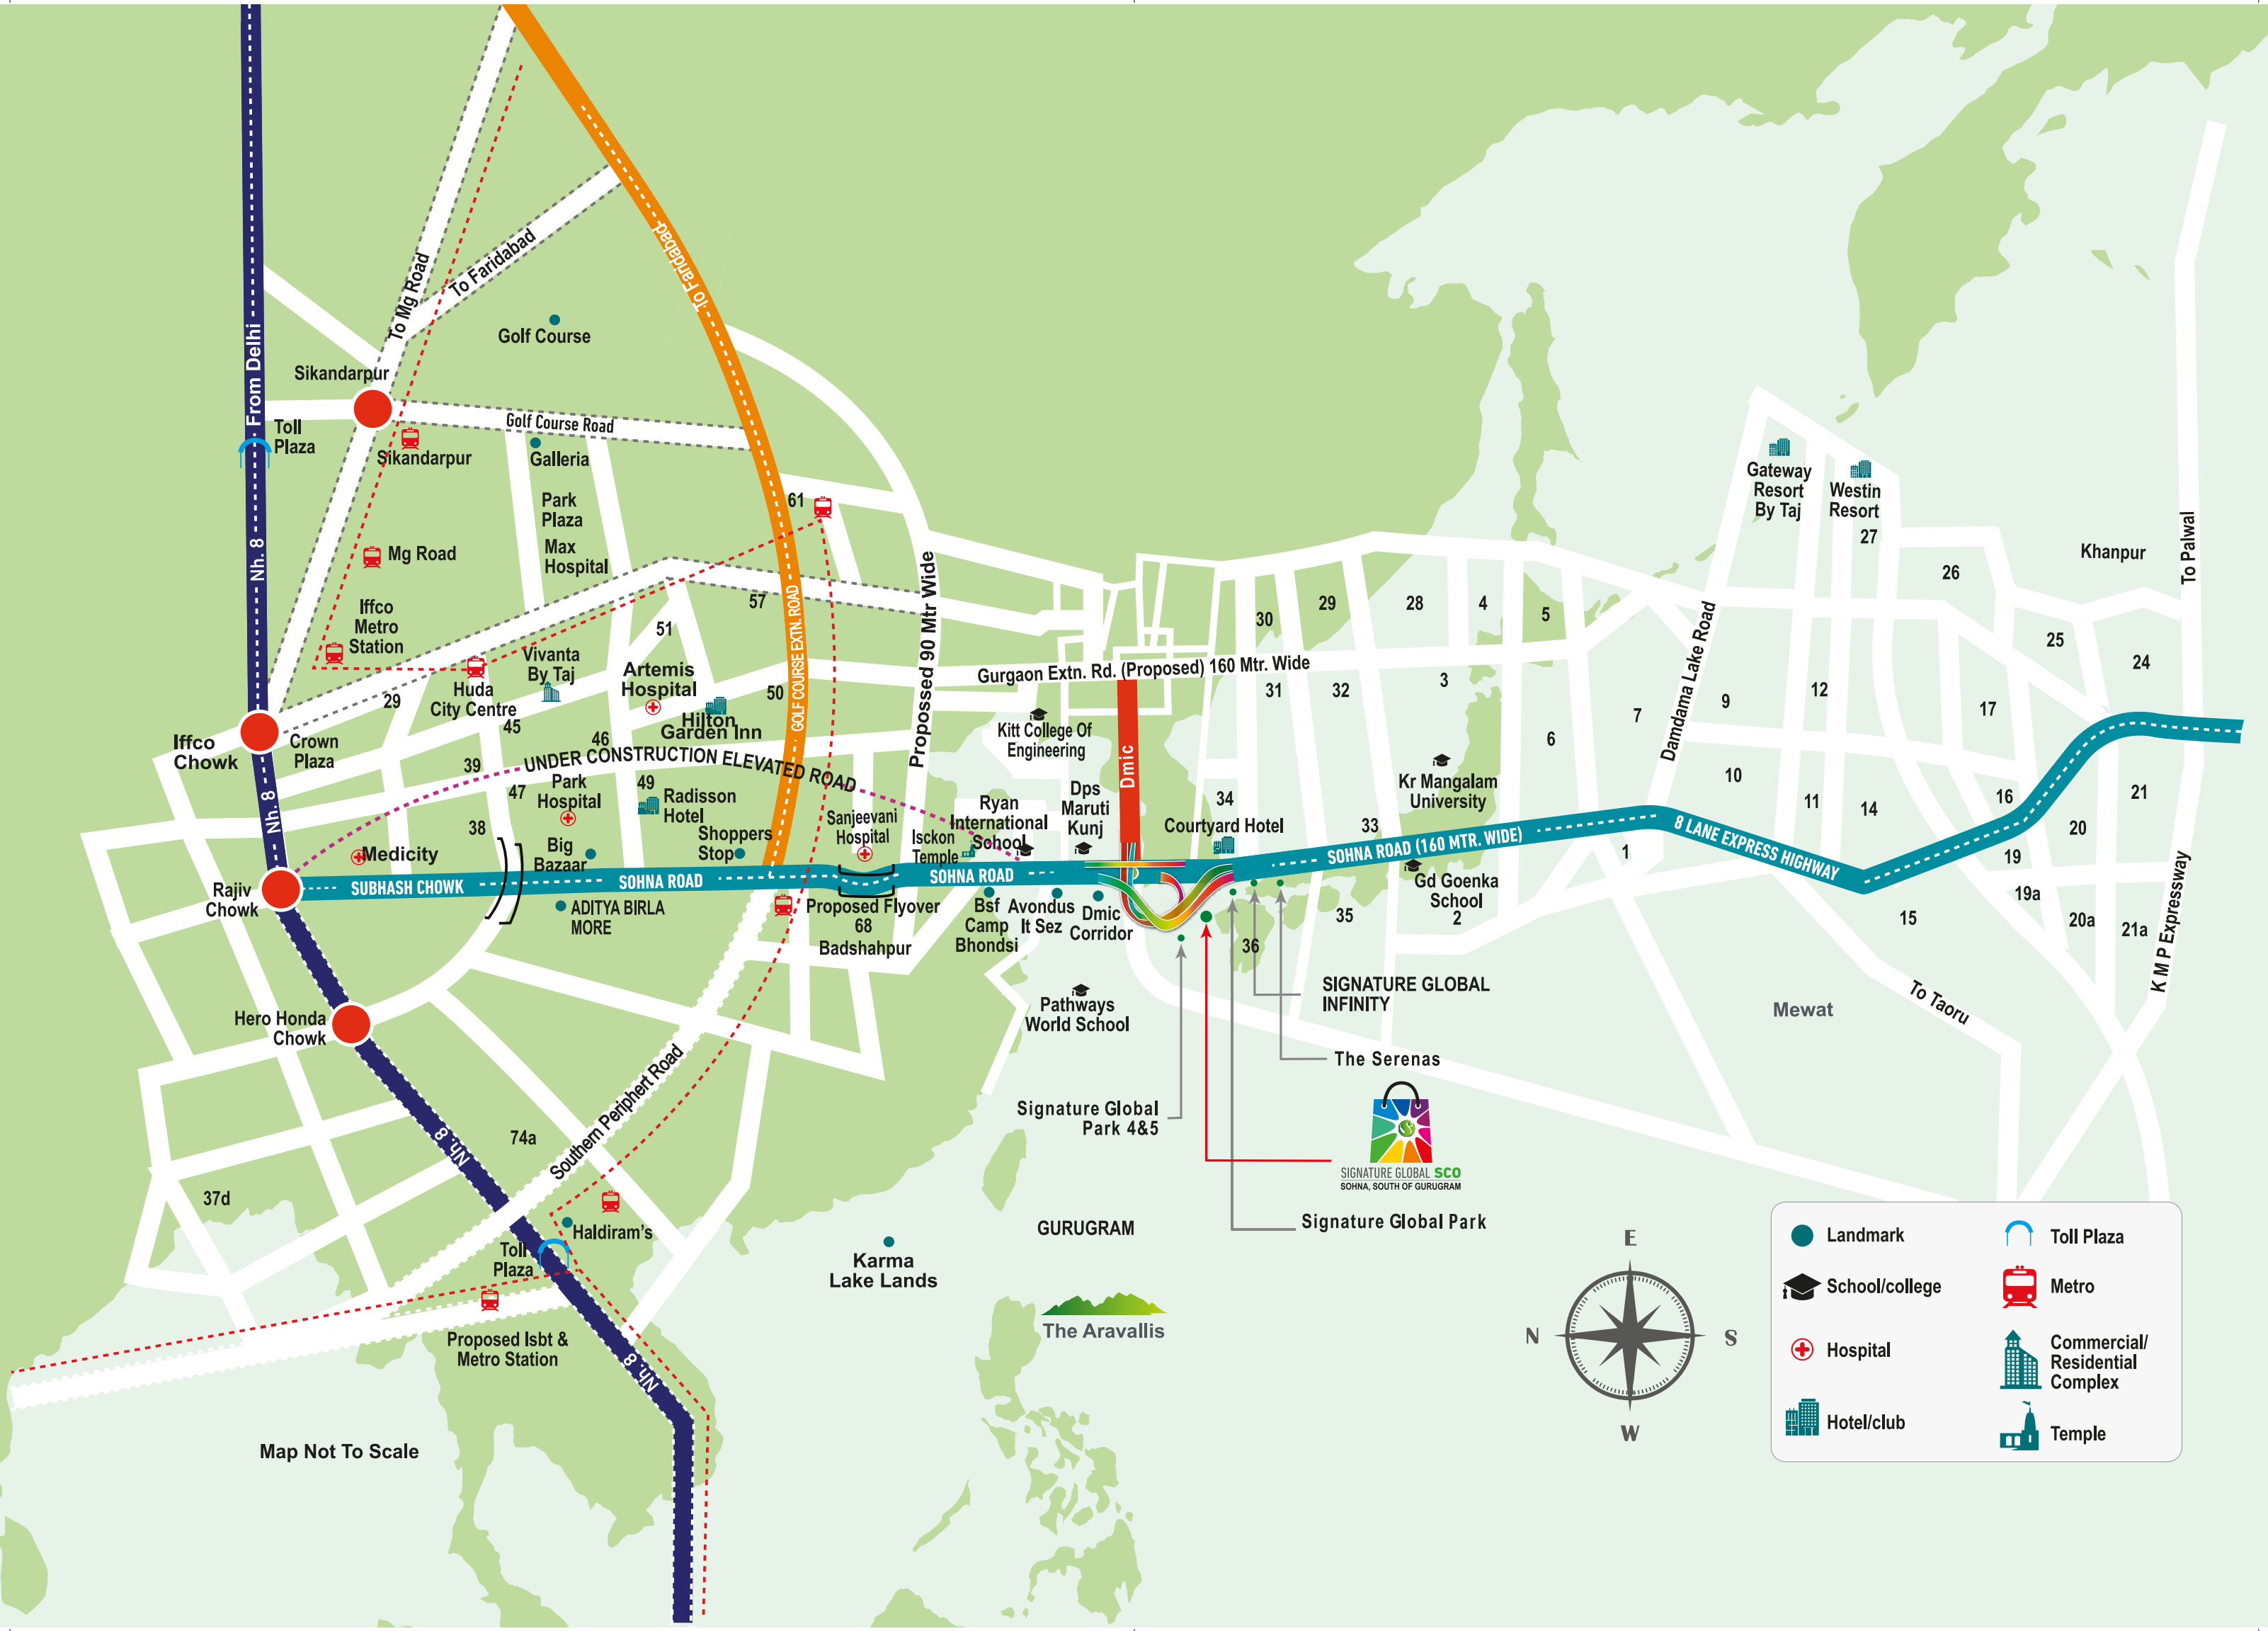 To Mg Road
To Faridabad
To Faridabad
From Delhi
Golf Course
Sikandarpur
Toll
Plaza
Golf Course Road
Sikandarpur
Galleria
Park
Plaza
Max
Hospital
Mg Road
Nh. 8
61
57
51
Iffco
Metro
Station
Vivanta
By Taj
Artemis
Hospital
Huda
City Centre
29
45
46
50
Hilton
Garden Inn
GOLF COURSE EXTN. ROAD
Propossed 90 Mtr Wide
Iffco
Chowk
Crown
Plaza
39
UNDER CONSTRUCTION ELEVATED ROAD
47
Park
Hospital
49
Radisson
Hotel
Nh. 8
38
Medicity
Big
Bazaar
Shoppers
Stop
Sanjeevani
Hospital
Isckon
Temple
Ryan
International
School
Dps
Maruti
Kunj
Kitt College Of
Engineering
Gurgaon Extn. Rd. (Proposed) 160 Mtr. Wide
Dmic
30
29
28
4
5
31
32
3
6
7
34
Courtyard Hotel
33
Kr Mangalam
University
Gateway
Resort
By Taj
Westin
Resort
27
26
Khanpur
To Palwal
25
24
Damdama Lake Road
9
12
17
10
11
14
16
21
20
19
19a
20a
21a
15
1
K M P Expressway
Rajiv
Chowk
SUBHASH CHOWK
SOHNA ROAD
SOHNA ROAD
SOHNA ROAD (160 MTR. WIDE)
8 LANE EXPRESS HIGHWAY
ADITYA BIRLA
MORE
Proposed Flyover
68
Badshahpur
Bsf
Camp
Bhondsi
Avondus
It Sez
Dmic
Corridor
Gd Goenka
School
2
35
36
Hero Honda
Chowk
Pathways
World School
SIGNATURE GLOBAL
INFINITY
The Serenas
Mewat
To Taoru
Signature Global
Park 4&5
SIGNATURE GLOBAL SCO
SOHNA, SOUTH OF GURUGRAM
Signature Global Park
Southern Periphert Road
Nh. 8
74a
37d
Haldiram's
Toll
Plaza
Karma
Lake Lands
GURUGRAM
The Aravallis
Proposed Isbt &
Metro Station
Nh. 8
Map Not To Scale
E
N
S
W
Landmark
School/college
Hospital
Hotel/club
Toll Plaza
Metro
Commercial/
Residential
Complex
Temple